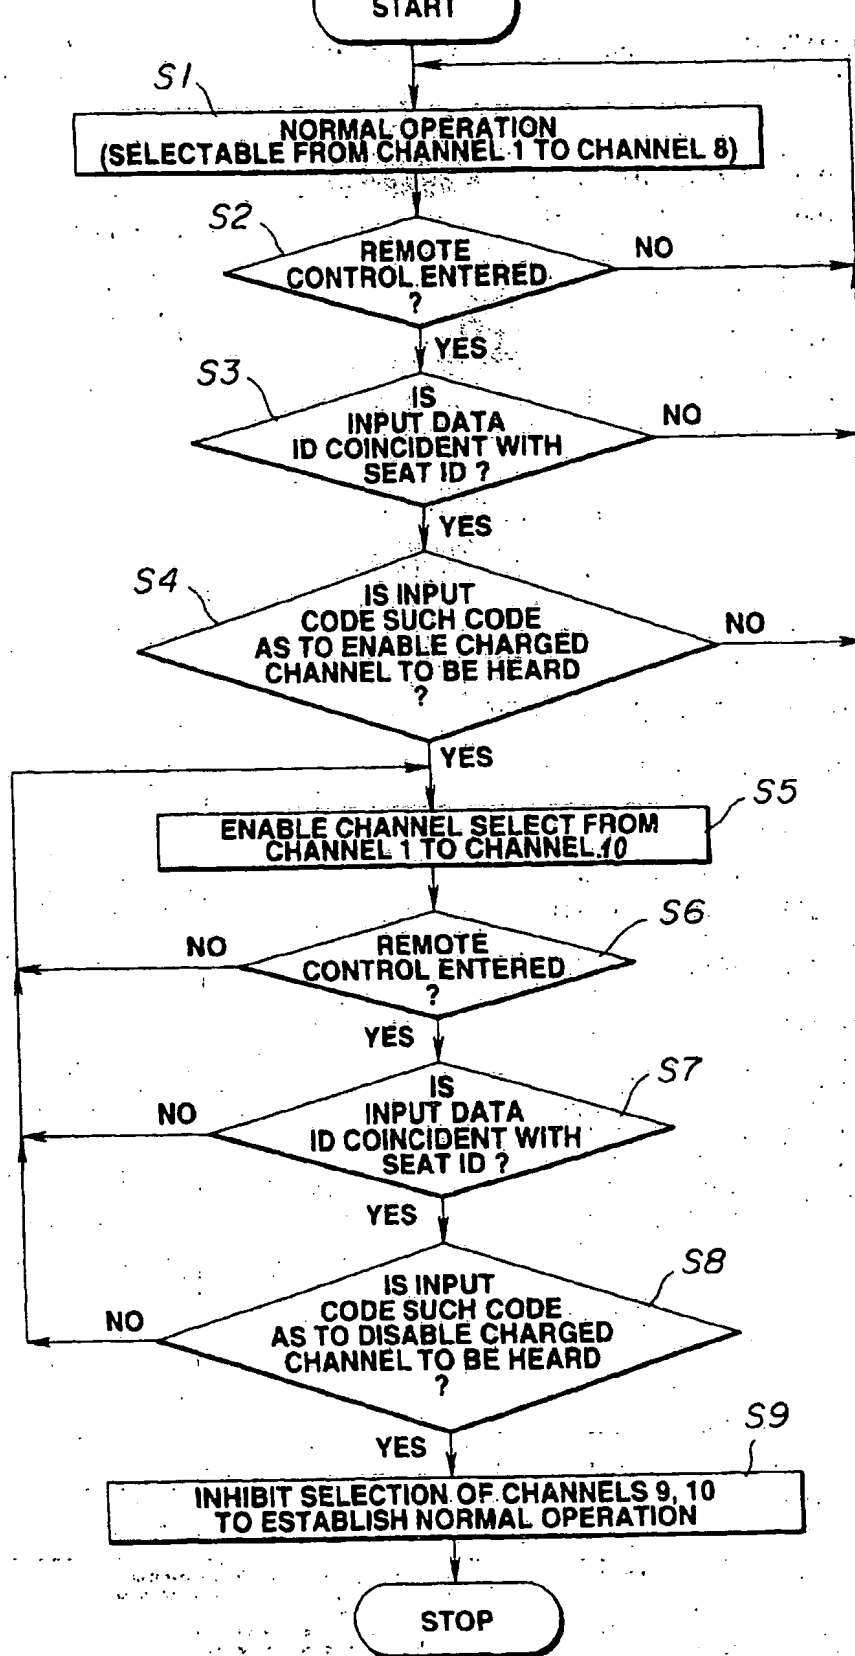 START
S1
NORMAL OPERATION
(SELECTABLE FROM CHANNEL 1 TO CHANNEL 8)
S2
REMOTE
CONTROL ENTERED
?
NO
YES
S3
IS
INPUT DATA
ID COINCIDENT WITH
SEAT ID ?
NO
YES
S4
IS INPUT
CODE SUCH CODE
AS TO ENABLE CHARGED
CHANNEL TO BE HEARD
?
NO
YES
S5
ENABLE CHANNEL SELECT FROM
CHANNEL 1 TO CHANNEL 10
S6
REMOTE
CONTROL ENTERED
?
NO
YES
S7
IS
INPUT DATA
ID COINCIDENT WITH
SEAT ID ?
NO
YES
S8
IS INPUT
CODE SUCH CODE
AS TO DISABLE CHARGED
CHANNEL TO BE HEARD
?
NO
YES
S9
INHIBIT SELECTION OF CHANNELS 9, 10
TO ESTABLISH NORMAL OPERATION
STOP